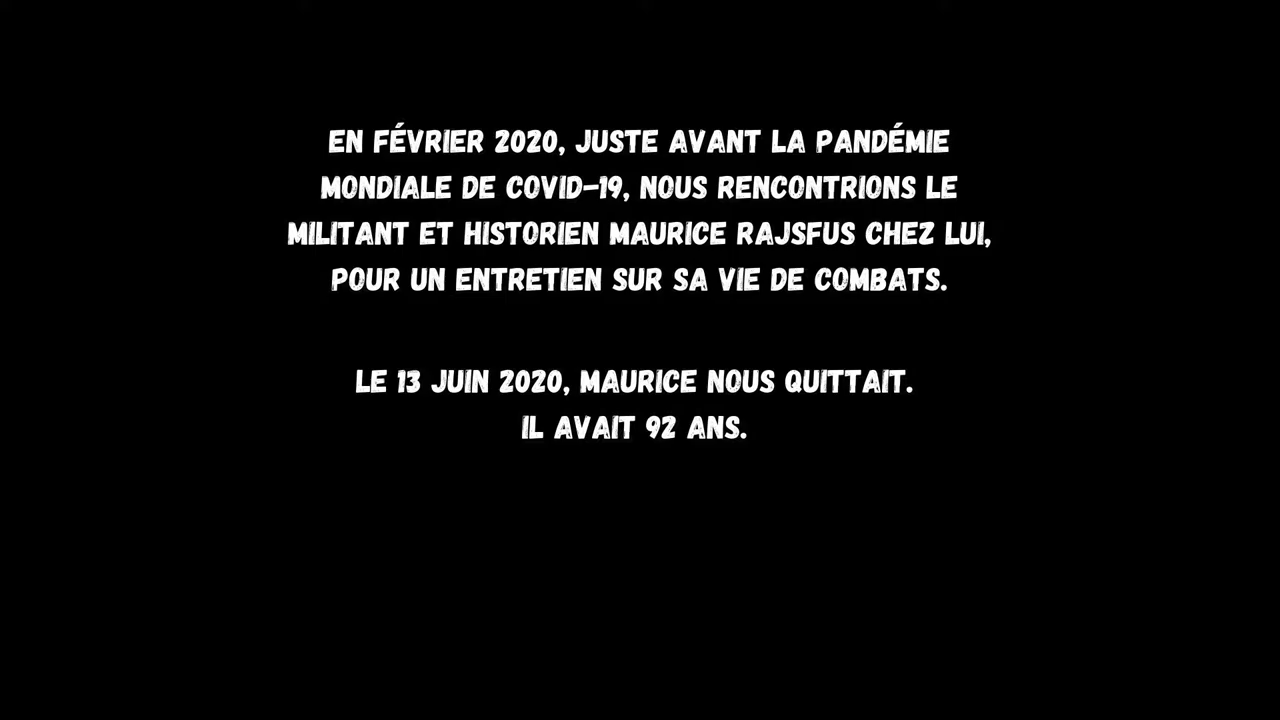 EN FÉVRIER 2020, JUSTE AVANT LA PANDÉMIE
MONDIALE DE COVID-19, NOUS RENCONTRIONS LE
MILITANT ET HISTORIEN MAURICE RAJSFUS CHEZ LUI,
POUR UN ENTRETIEN SUR SA VIE DE COMBATS.
LE 13 JUIN 2020, MAURICE NOUS QUITTAIT.
IL AVAIT 92 ANS.